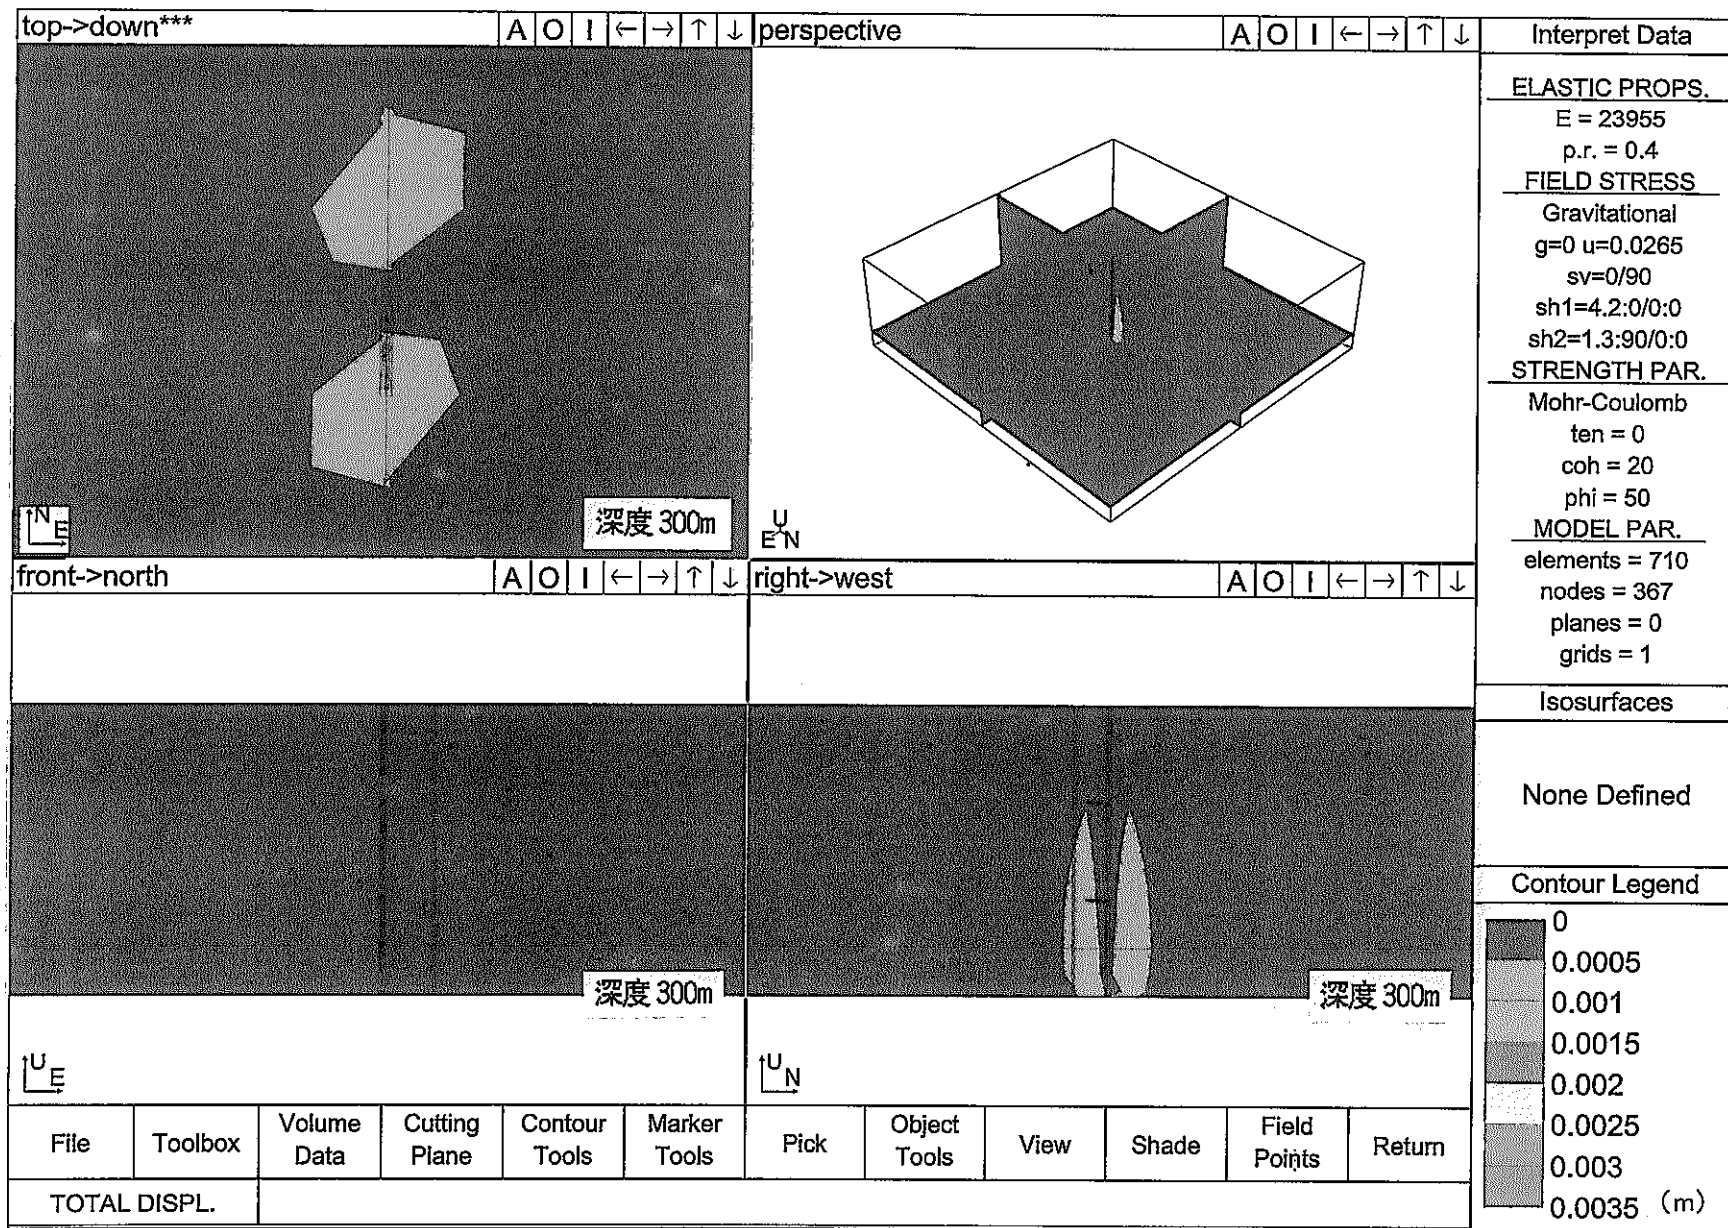 top->down***
A O I ← → ↑ ↓
perspective
A O I ← → ↑ ↓
Interpret Data
ELASTIC PROPS.
E = 23955
p.r. = 0.4
FIELD STRESS
Gravitational
g=0 u=0.0265
sv=0/90
sh1=4.2:0/0:0
sh2=1.3:90/0:0
STRENGTH PAR.
Mohr-Coulomb
ten = 0
coh = 20
phi = 50
MODEL PAR.
elements = 710
nodes = 367
planes = 0
grids = 1
Isosurfaces
None Defined
Contour Legend
0
0.0005
0.001
0.0015
0.002
0.0025
0.003
0.0035 (m)
N
E
深度 300m
U
E N
front->north
A O I ← → ↑ ↓
right->west
A O I ← → ↑ ↓
深度 300m
U
E
深度 300m
U
N
File
Toolbox
Volume
Data
Cutting
Plane
Contour
Tools
Marker
Tools
Pick
Object
Tools
View
Shade
Field
Points
Return
TOTAL DISPL.